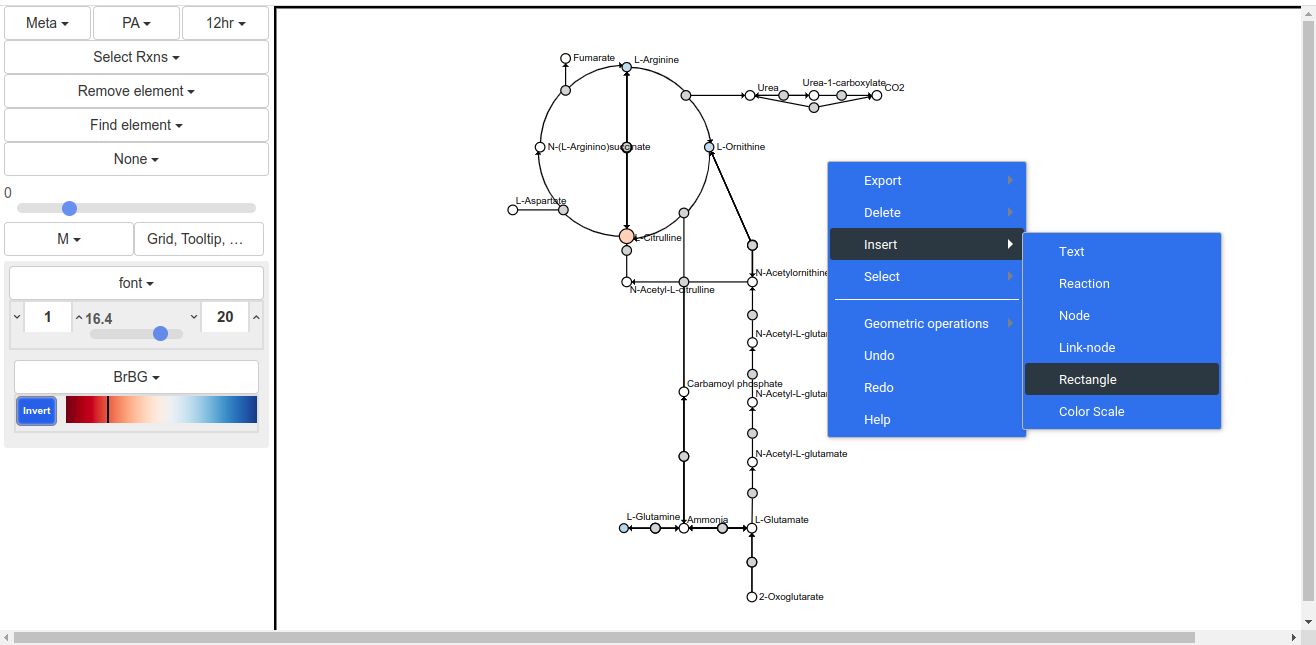 Meta PA 12hr
Select Rxns
Remove element
Find element
None
0
M Grid, Tooltip, ...
font
1 16.4 20
BrBG
Invert
Fumarate
L-Arginine
Urea
Urea-1-carboxylate
CO2
N-(L-Arginino)succinate
L-Ornithine
L-Aspartate
L-Citrulline
N-Acetylornithine
N-Acetyl-L-citrulline
N-Acetyl-L-glutar
Carbamoyl phosphate
N-Acetyl-L-glutar
N-Acetyl-L-glutamate
L-Glutamine
Ammonia
L-Glutamate
2-Oxoglutarate
Export
Delete
Insert
Select
Geometric operations
Undo
Redo
Help
Text
Reaction
Node
Link-node
Rectangle
Color Scale